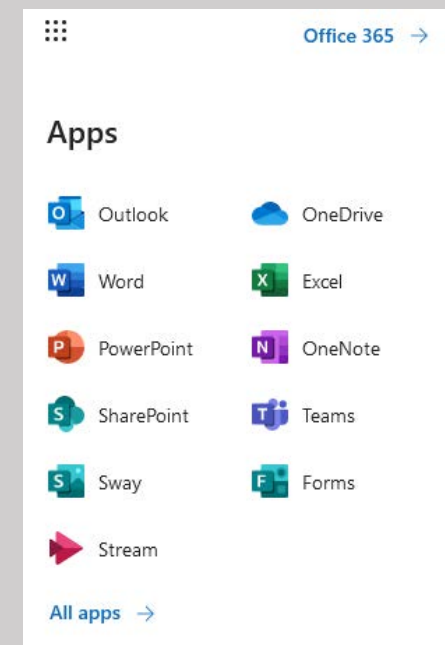 Office 365
Apps
Outlook OneDrive
Word Excel
PowerPoint OneNote
SharePoint Teams
Sway Forms
Stream
All apps